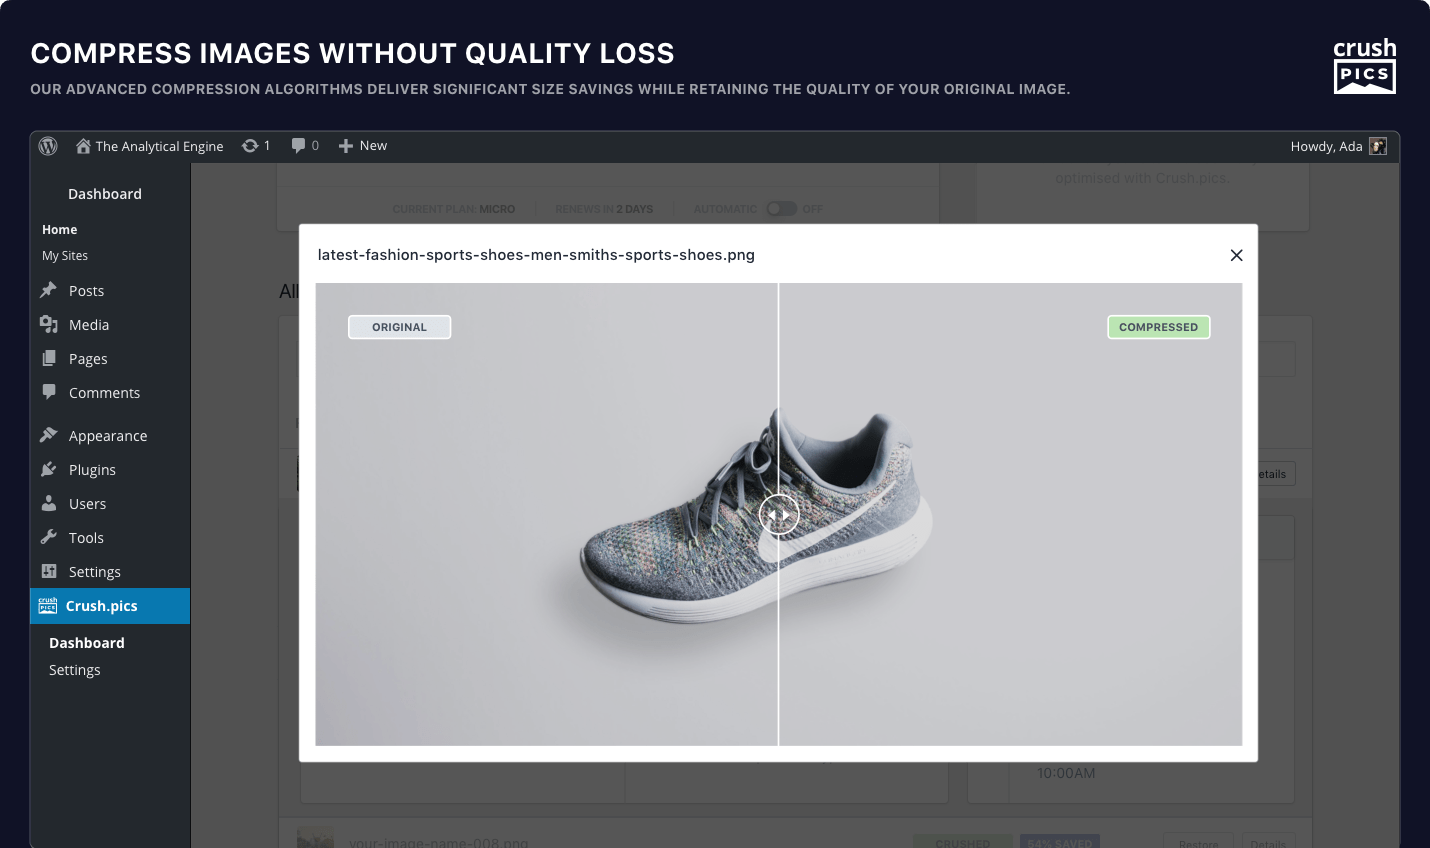 COMPRESS IMAGES WITHOUT QUALITY LOSS
OUR ADVANCED COMPRESSION ALGORITHMS DELIVER SIGNIFICANT SIZE SAVINGS WHILE RETAINING THE QUALITY OF YOUR ORIGINAL IMAGE.
crush
PICS
The Analytical Engine 1 0 New
Howdy, Ada
Dashboard
Home
My Sites
Posts
Media
Pages
Comments
Appearance
Plugins
Users
Tools
Settings
crush
PICS
Crush.pics
Dashboard
Settings
optimised with Crush.pics.
CURRENT PLAN: MICRO
RENEWS IN 2 DAYS
AUTOMATIC OFF
All
latest-fashion-sports-shoes-men-smiths-sports-shoes.png
ORIGINAL
COMPRESSED
etails
10:00AM
your-image-name-008.png
CRUSHED
54% SAVED
Restore
Details